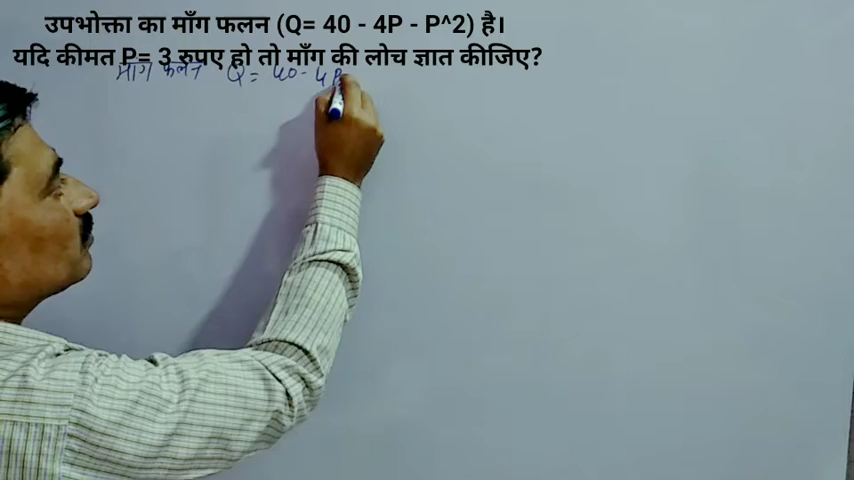 उपभोक्ता का माँग फलन (Q= 40 - 4P - P^2) है।
यदि कीमत P= 3 रुपए हो तो माँग की लोच ज्ञात कीजिए?
माँग फलन Q = 40 - 4P